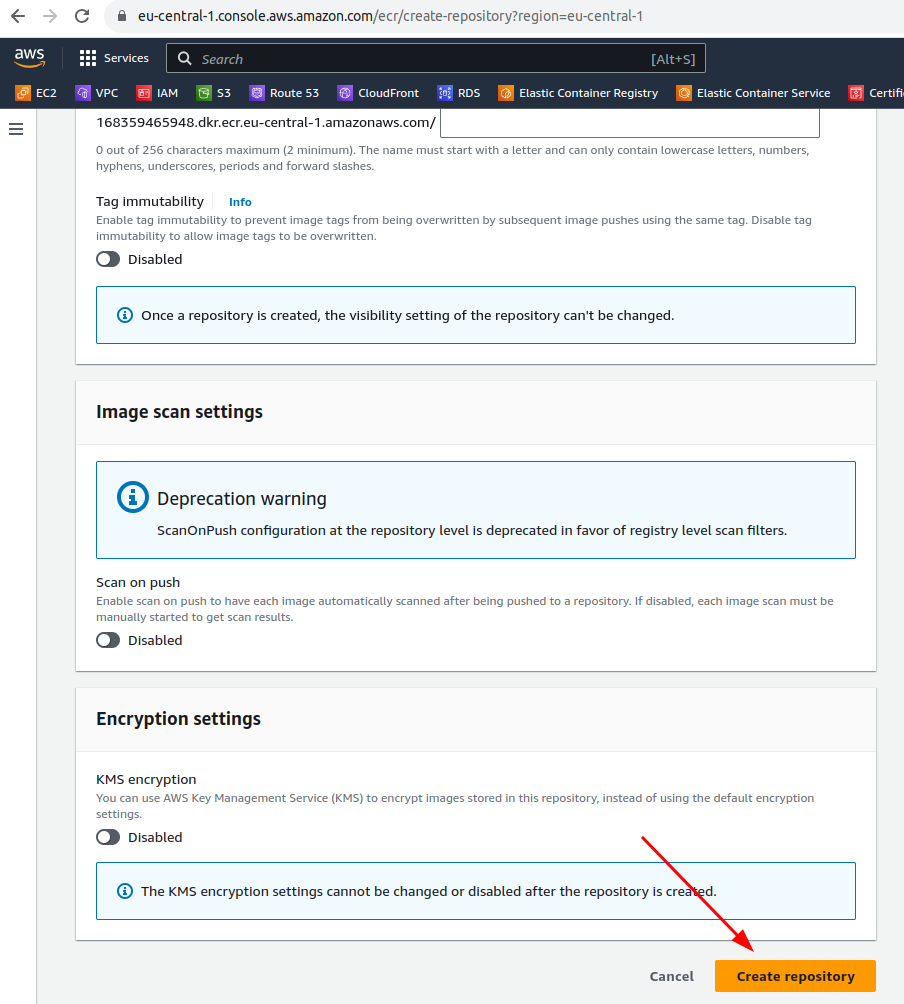 eu-central-1.console.aws.amazon.com/ecr/create-repository?region=eu-central-1
aws Services Search [Alt+S]
EC2 VPC IAM S3 Route 53 CloudFront RDS Elastic Container Registry Elastic Container Service Certifi
168359465948.dkr.ecr.eu-central-1.amazonaws.com/
0 out of 256 characters maximum (2 minimum). The name must start with a letter and can only contain lowercase letters, numbers,
hyphens, underscores, periods and forward slashes.
Tag immutability Info
Enable tag immutability to prevent image tags from being overwritten by subsequent image pushes using the same tag. Disable tag
immutability to allow image tags to be overwritten.
Disabled
Once a repository is created, the visibility setting of the repository can't be changed.
Image scan settings
Deprecation warning
ScanOnPush configuration at the repository level is deprecated in favor of registry level scan filters.
Scan on push
Enable scan on push to have each image automatically scanned after being pushed to a repository. If disabled, each image scan must be
manually started to get scan results.
Disabled
Encryption settings
KMS encryption
You can use AWS Key Management Service (KMS) to encrypt images stored in this repository, instead of using the default encryption
settings.
Disabled
The KMS encryption settings cannot be changed or disabled after the repository is created.
Cancel Create repository